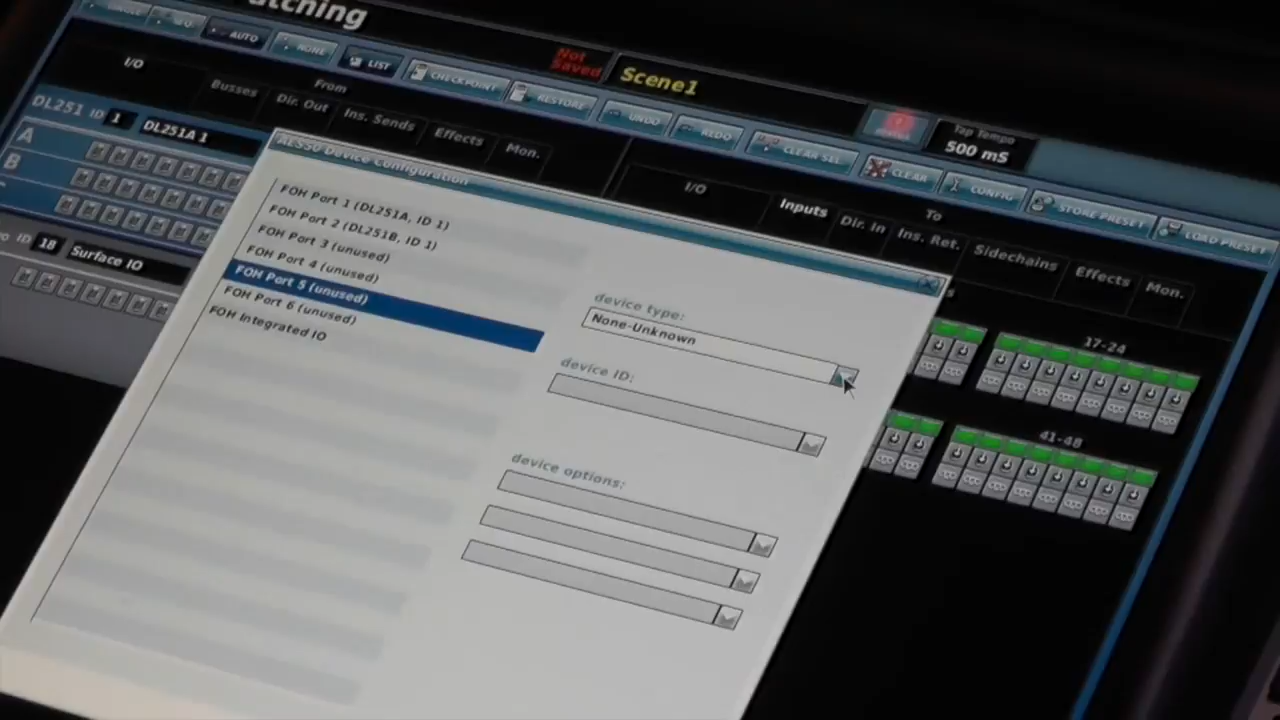 atching
AUTO
NONE
LIST
CHECKPOINT
RESTORE
UNDO
REDO
CLEAR SEL
CLEAR
CONFIG
STORE PRESET
LOAD PRESET
Not Saved
Scene1
Tap Tempo
500 mS
I/O
From
Busses
Dir. Out
Ins. Sends
Effects
Mon.
I/O
To
Inputs
Dir. In
Ins. Ret.
Sidechains
Effects
Mon.
DL251 ID 1 DL251A 1
A
B
ID 18 Surface IO
AES50 Device Configuration
FOH Port 1 (DL251A, ID 1)
FOH Port 2 (DL251B, ID 1)
FOH Port 3 (unused)
FOH Port 4 (unused)
FOH Port 5 (unused)
FOH Port 6 (unused)
FOH Integrated IO
device type:
None-Unknown
device ID:
device options:
17-24
41-48